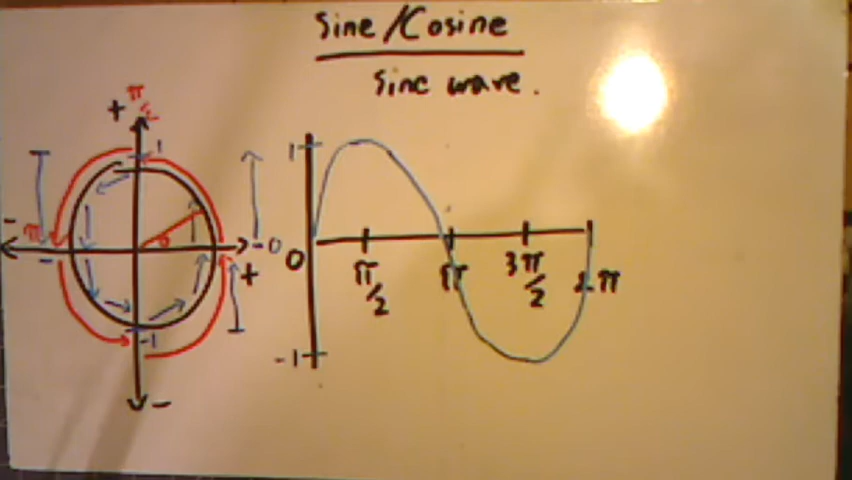 Sine/Cosine
Sine wave.
+ π/2
1
- π
θ
0
+
-
-1
-
1
0
π/2
π
3π/2
2π
-1